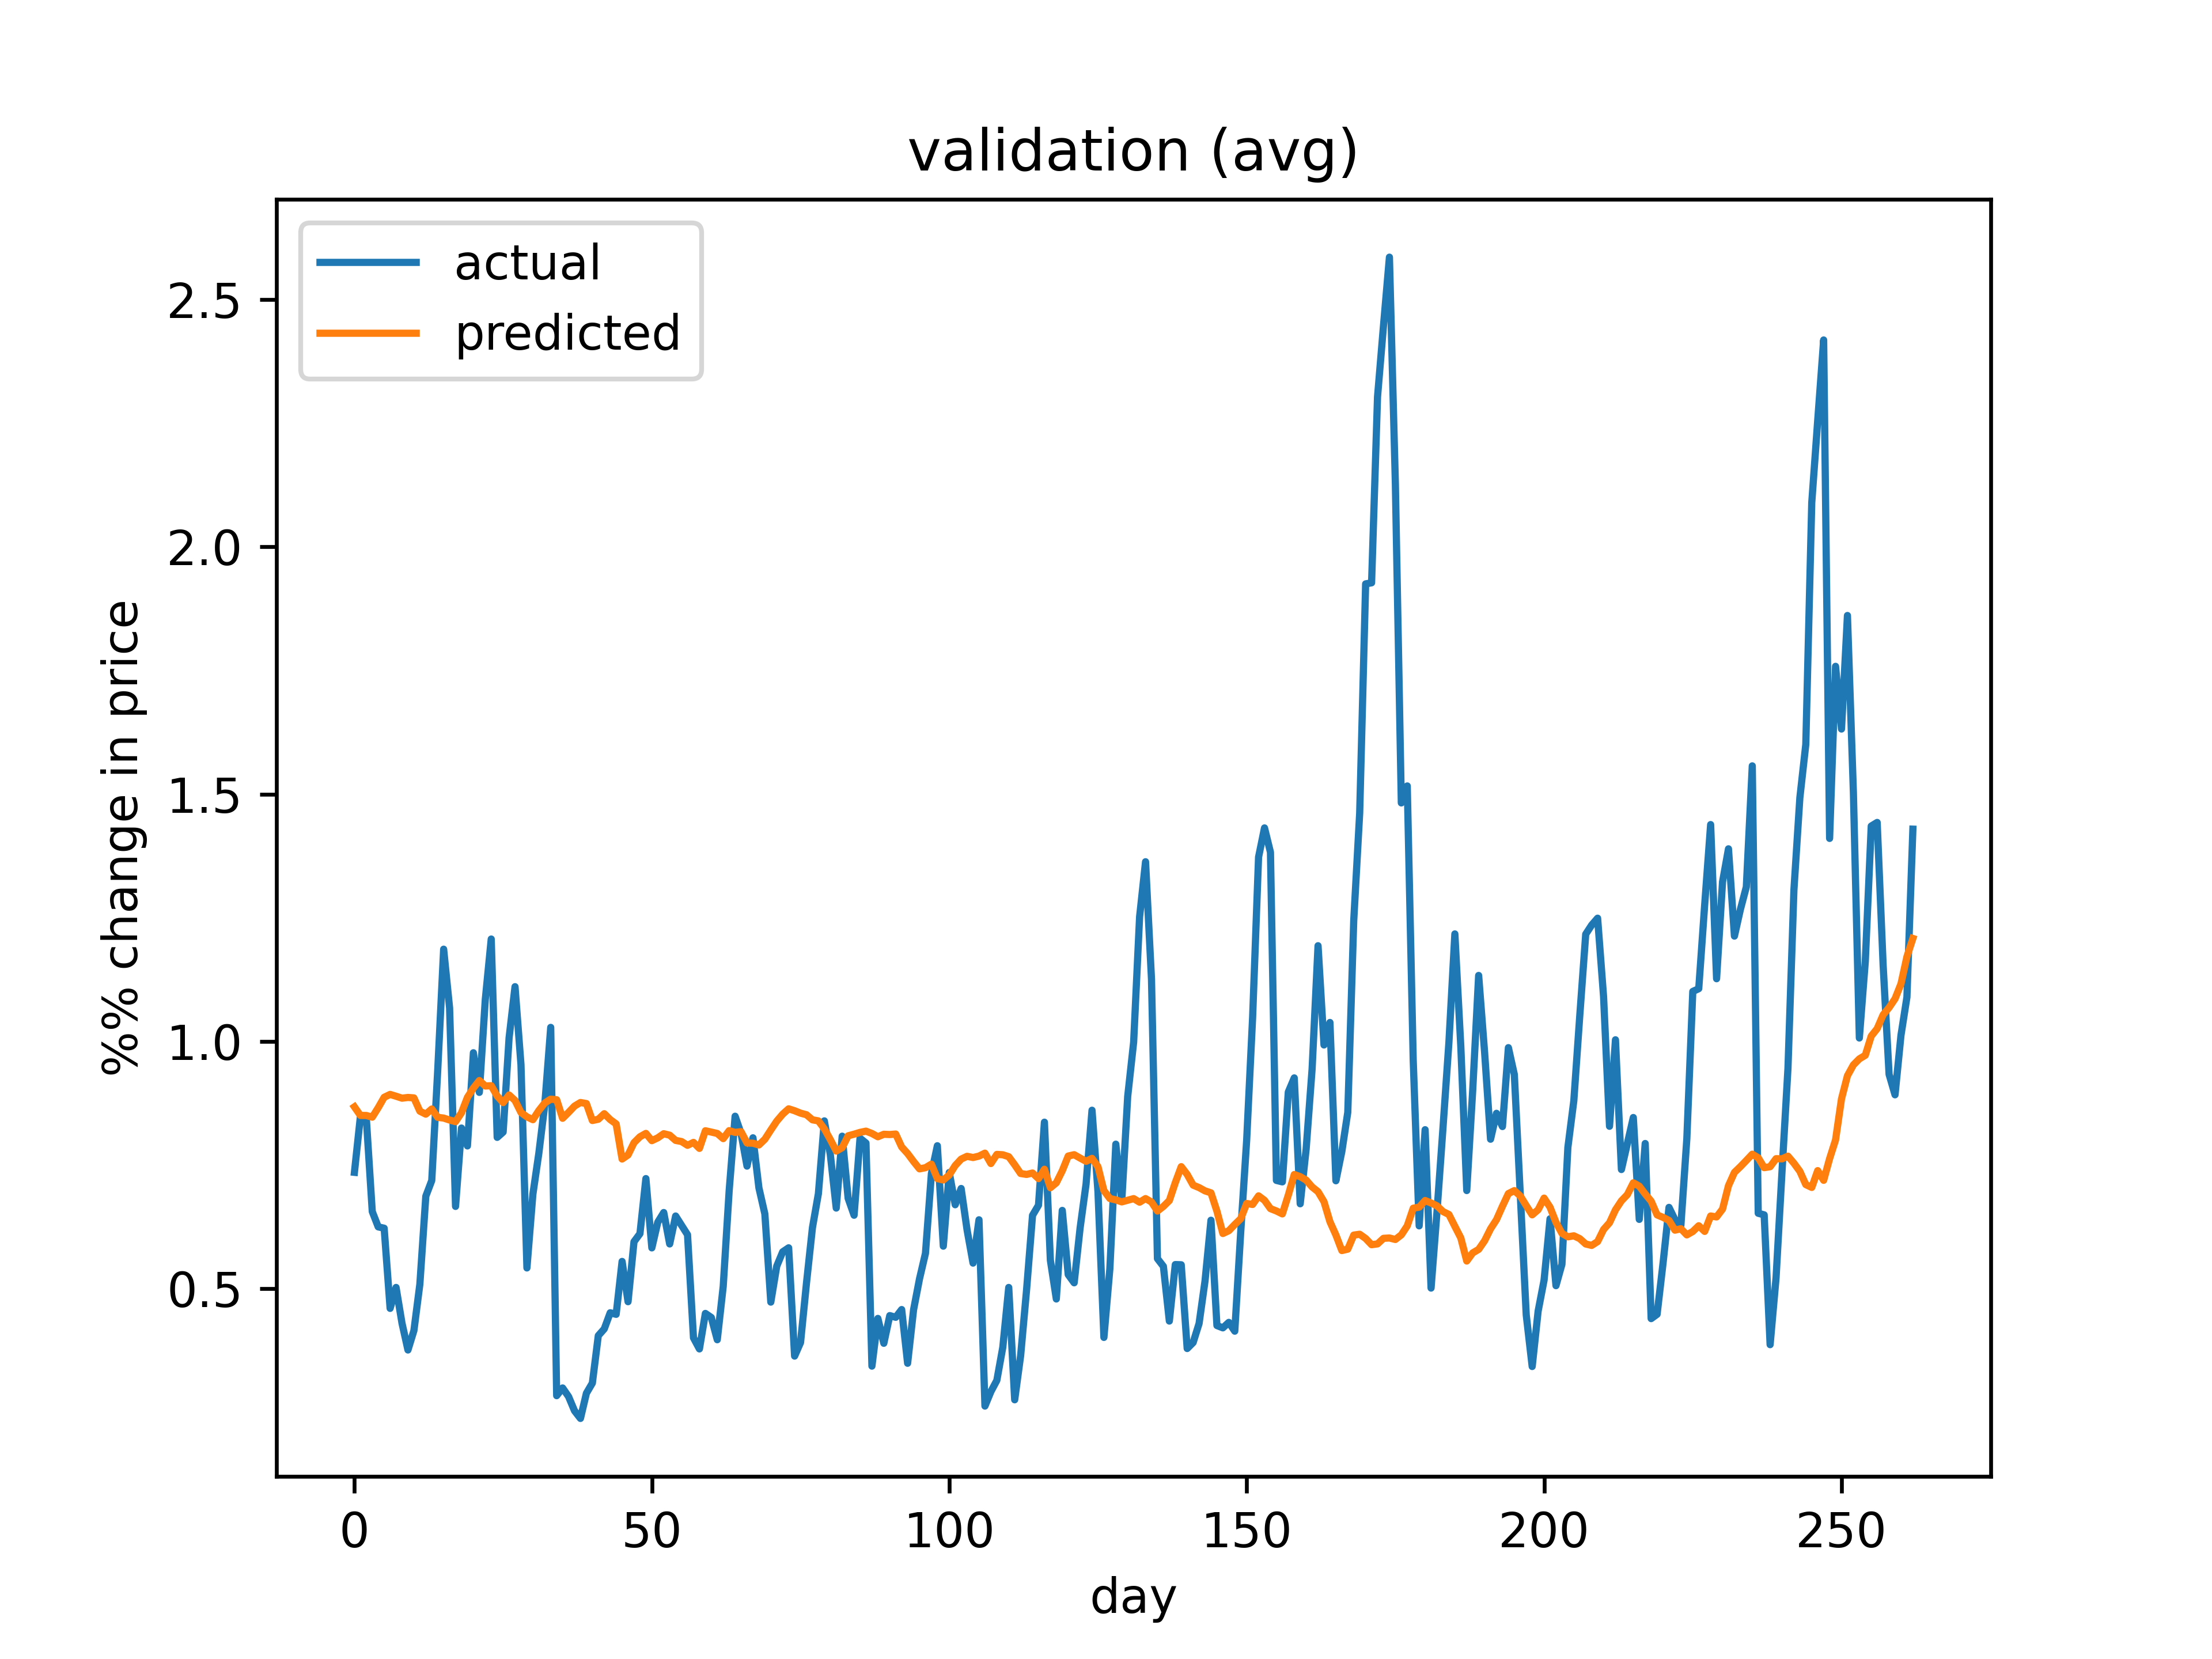 validation (avg)
actual
predicted
%% change in price
2.5
2.0
1.5
1.0
0.5
0 50 100 150 200 250
day